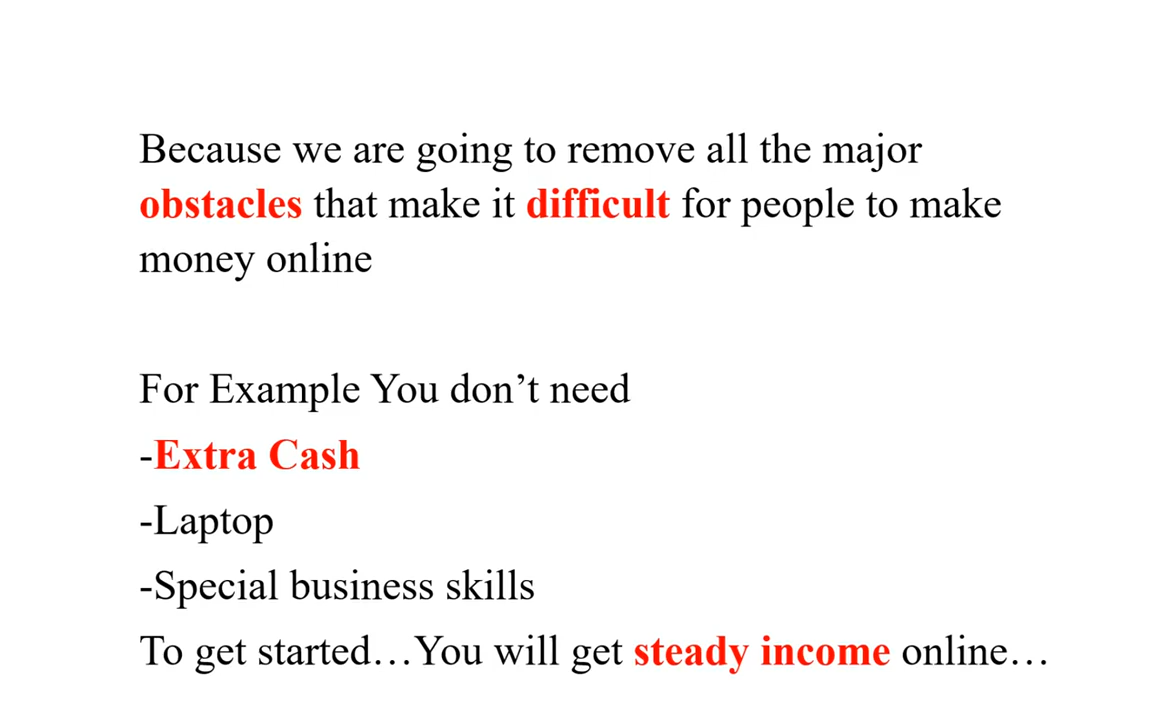 Because we are going to remove all the major
obstacles that make it difficult for people to make
money online
For Example You don’t need
-Extra Cash
-Laptop
-Special business skills
To get started…You will get steady income online…